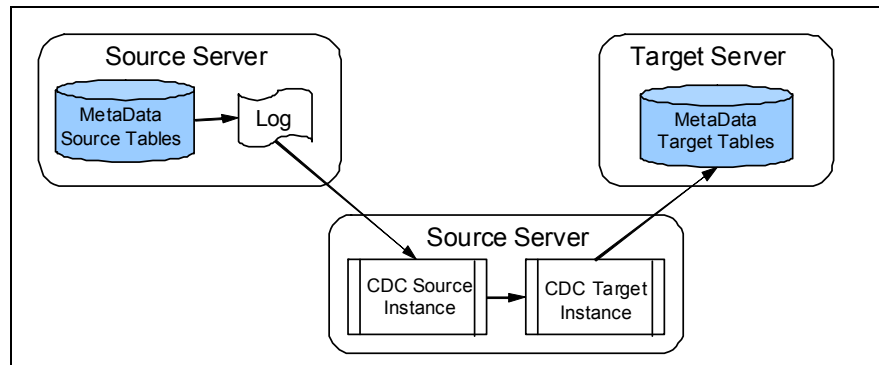 Source Server
MetaData
Source Tables
Log
Target Server
MetaData
Target Tables
Source Server
CDC Source
Instance
CDC Target
Instance